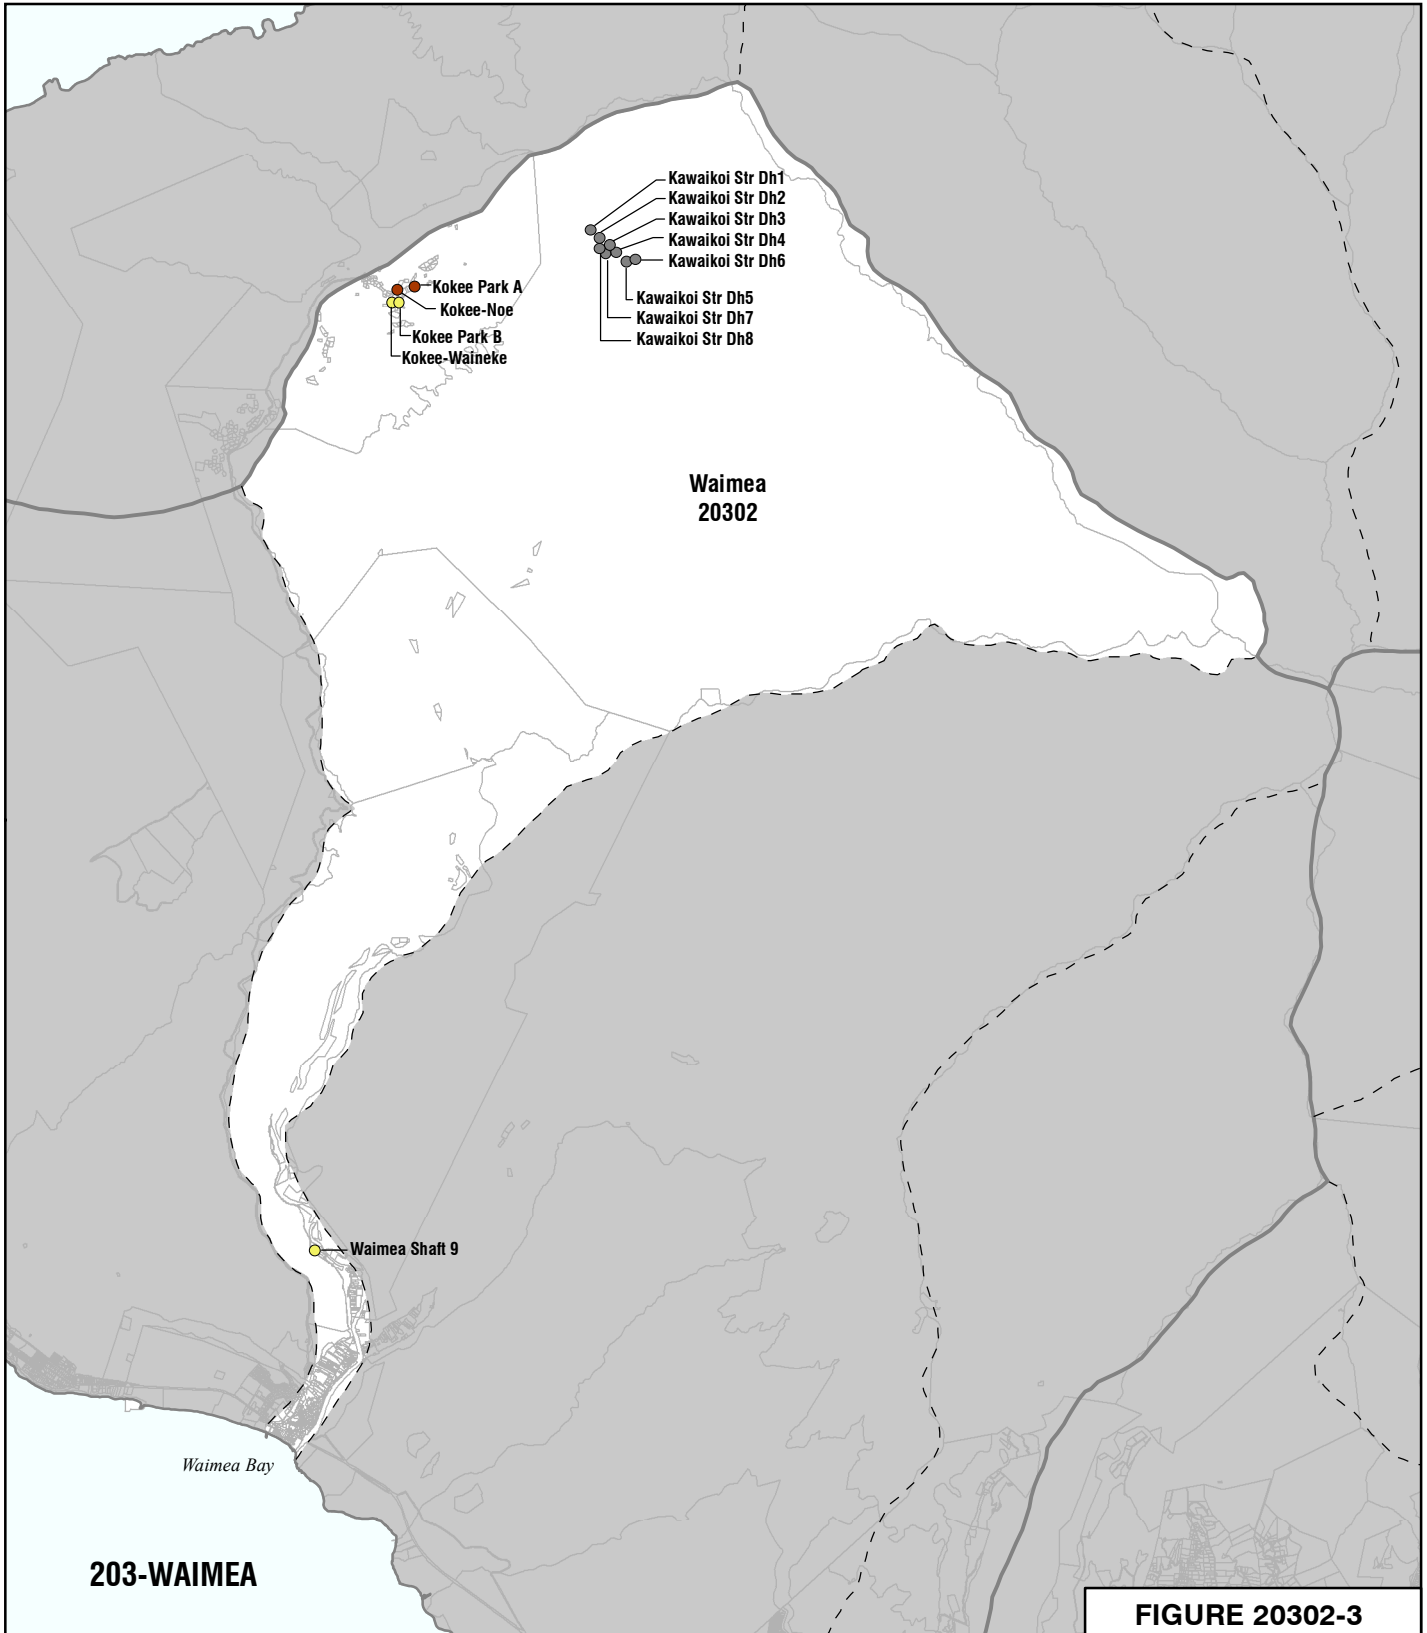 Kawaikoi Str Dh1
Kawaikoi Str Dh2
Kawaikoi Str Dh3
Kawaikoi Str Dh4
Kawaikoi Str Dh6
Kokee Park A
Kawaikoi Str Dh5
Kokee-Noe
Kawaikoi Str Dh7
Kokee Park B
Kawaikoi Str Dh8
Kokee-Waineke
Waimea
20302
Waimea Shaft 9
Waimea Bay
203-WAIMEA
FIGURE 20302-3